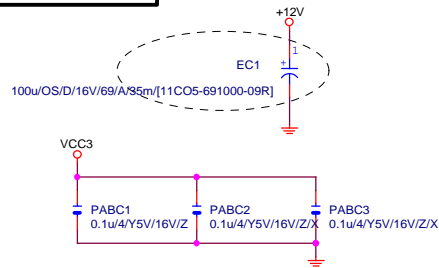 +12V
1
EC1
+
100u/OS/D/16V/69/A/35m/[11CO5-691000-09R]
VCC3
PABC1
0.1u/4/Y5V/16V/Z
PABC2
0.1u/4/Y5V/16V/Z/X
PABC3
0.1u/4/Y5V/16V/Z/X